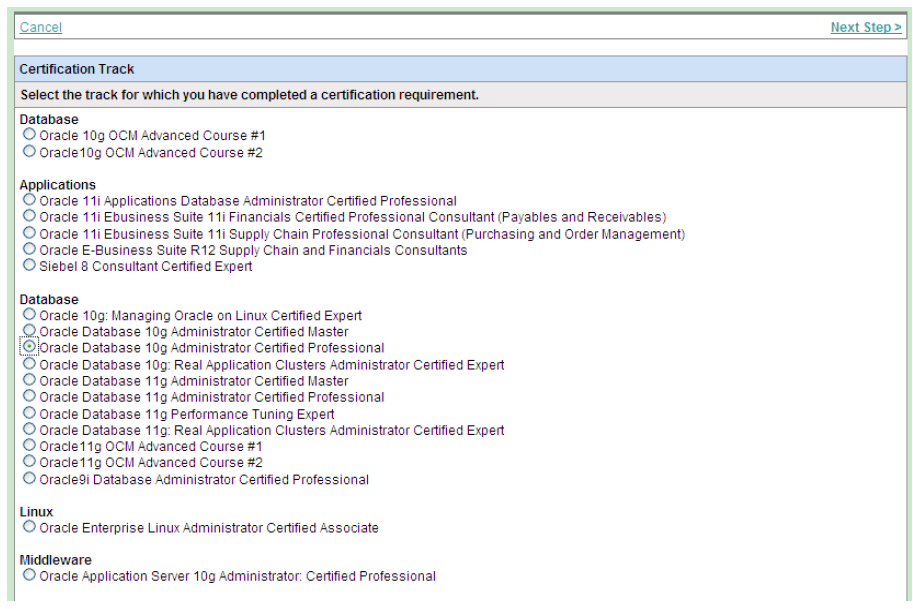 Cancel
Next Step >
Certification Track
Select the track for which you have completed a certification requirement.
Database
Oracle 10g OCM Advanced Course #1
Oracle10g OCM Advanced Course #2
Applications
Oracle 11i Applications Database Administrator Certified Professional
Oracle 11i Ebusiness Suite 11i Financials Certified Professional Consultant (Payables and Receivables)
Oracle 11i Ebusiness Suite 11i Supply Chain Professional Consultant (Purchasing and Order Management)
Oracle E-Business Suite R12 Supply Chain and Financials Consultants
Siebel 8 Consultant Certified Expert
Database
Oracle 10g: Managing Oracle on Linux Certified Expert
Oracle Database 10g Administrator Certified Master
Oracle Database 10g Administrator Certified Professional
Oracle Database 10g: Real Application Clusters Administrator Certified Expert
Oracle Database 11g Administrator Certified Master
Oracle Database 11g Administrator Certified Professional
Oracle Database 11g Performance Tuning Expert
Oracle Database 11g: Real Application Clusters Administrator Certified Expert
Oracle11g OCM Advanced Course #1
Oracle11g OCM Advanced Course #2
Oracle9i Database Administrator Certified Professional
Linux
Oracle Enterprise Linux Administrator Certified Associate
Middleware
Oracle Application Server 10g Administrator: Certified Professional